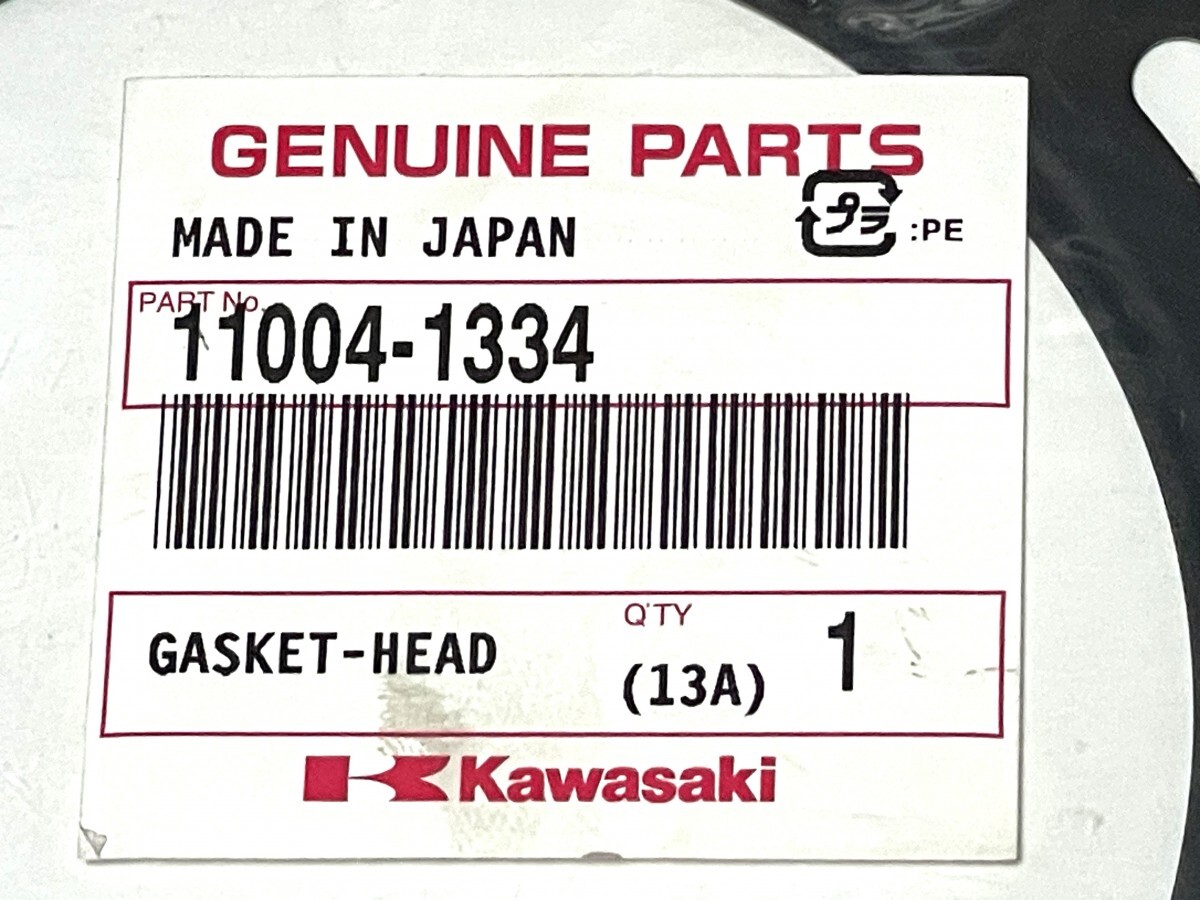 GENUINE PARTS
MADE IN JAPAN
プラ :PE
PART No.
11004-1334
GASKET-HEAD
Q'TY
(13A) 1
Kawasaki